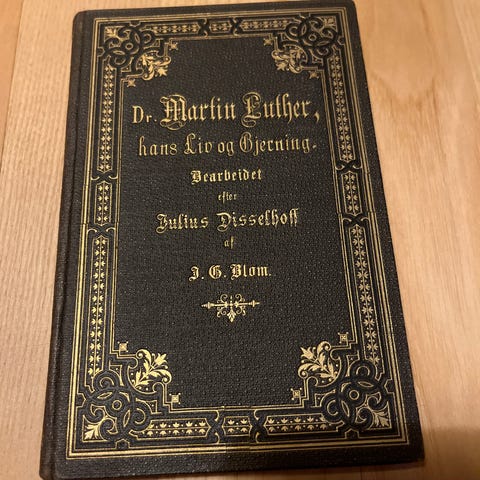 Dr. Martin Luther,
hans Liv og Gjerning.
Bearbeidet
efter
Julius Disselhoff
af
J. G. Blom.